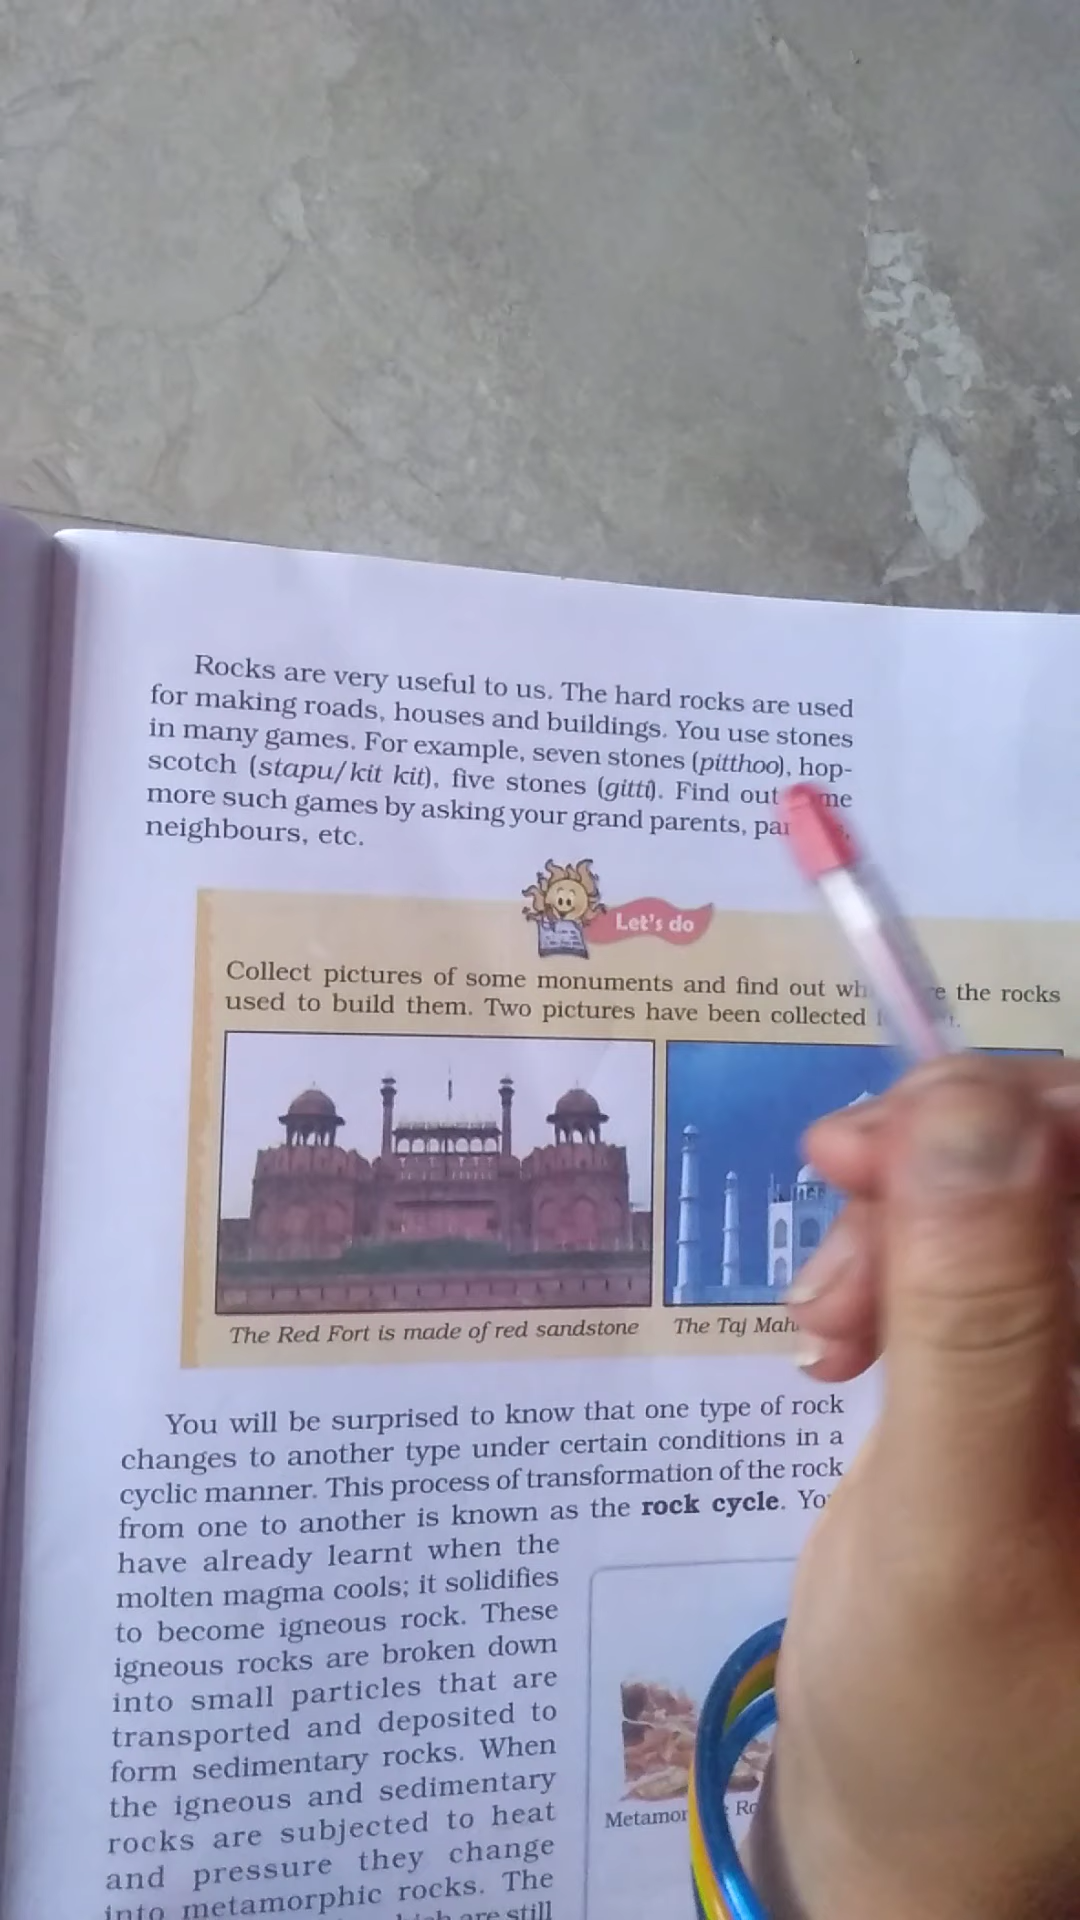 Rocks are very useful to us. The hard rocks are used
for making roads, houses and buildings. You use stones
in many games. For example, seven stones (pitthoo), hop-
scotch (stapu/kit kit), five stones (gitti). Find out
more such games by asking your grand parents,
neighbours, etc.
Let's do
Collect pictures of some monuments and find out the rocks
used to build them. Two pictures have been collected
The Red Fort is made of red sandstone
The Taj
You will be surprised to know that one type of rock
changes to another type under certain conditions in a
cyclic manner. This process of transformation of the rock
from one to another is known as the rock cycle.
have already learnt when the
molten magma cools; it solidifies
to become igneous rock. These
igneous rocks are broken down
into small particles that are
transported and deposited to
form sedimentary rocks. When
the igneous and sedimentary
rocks are subjected to heat
and pressure they change
into metamorphic rocks. The
are still